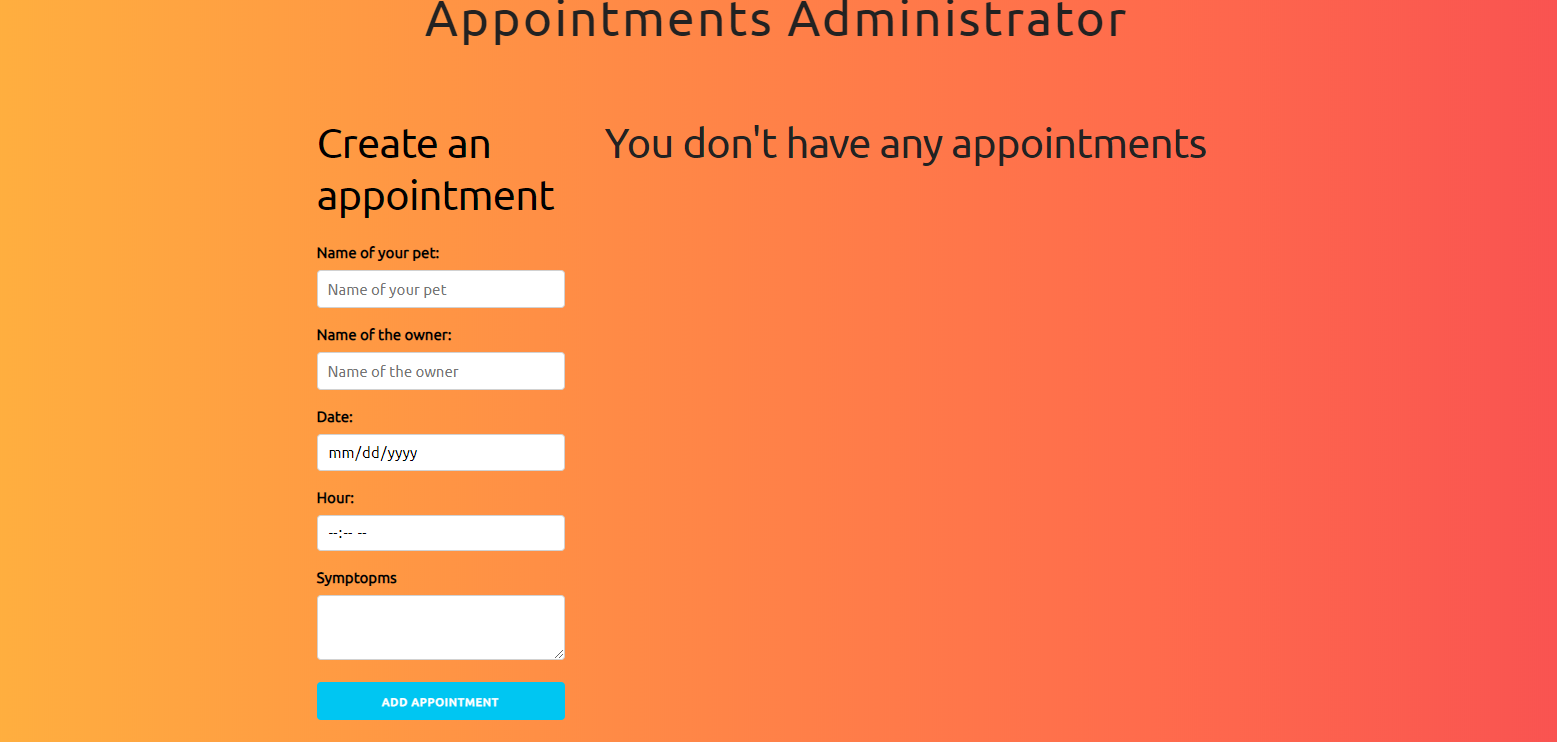 Appointments Administrator
Create an
appointment
You don't have any appointments
Name of your pet:
Name of your pet
Name of the owner:
Name of the owner
Date:
mm/dd/yyyy
Hour:
--:-- --
Symptopms
ADD APPOINTMENT